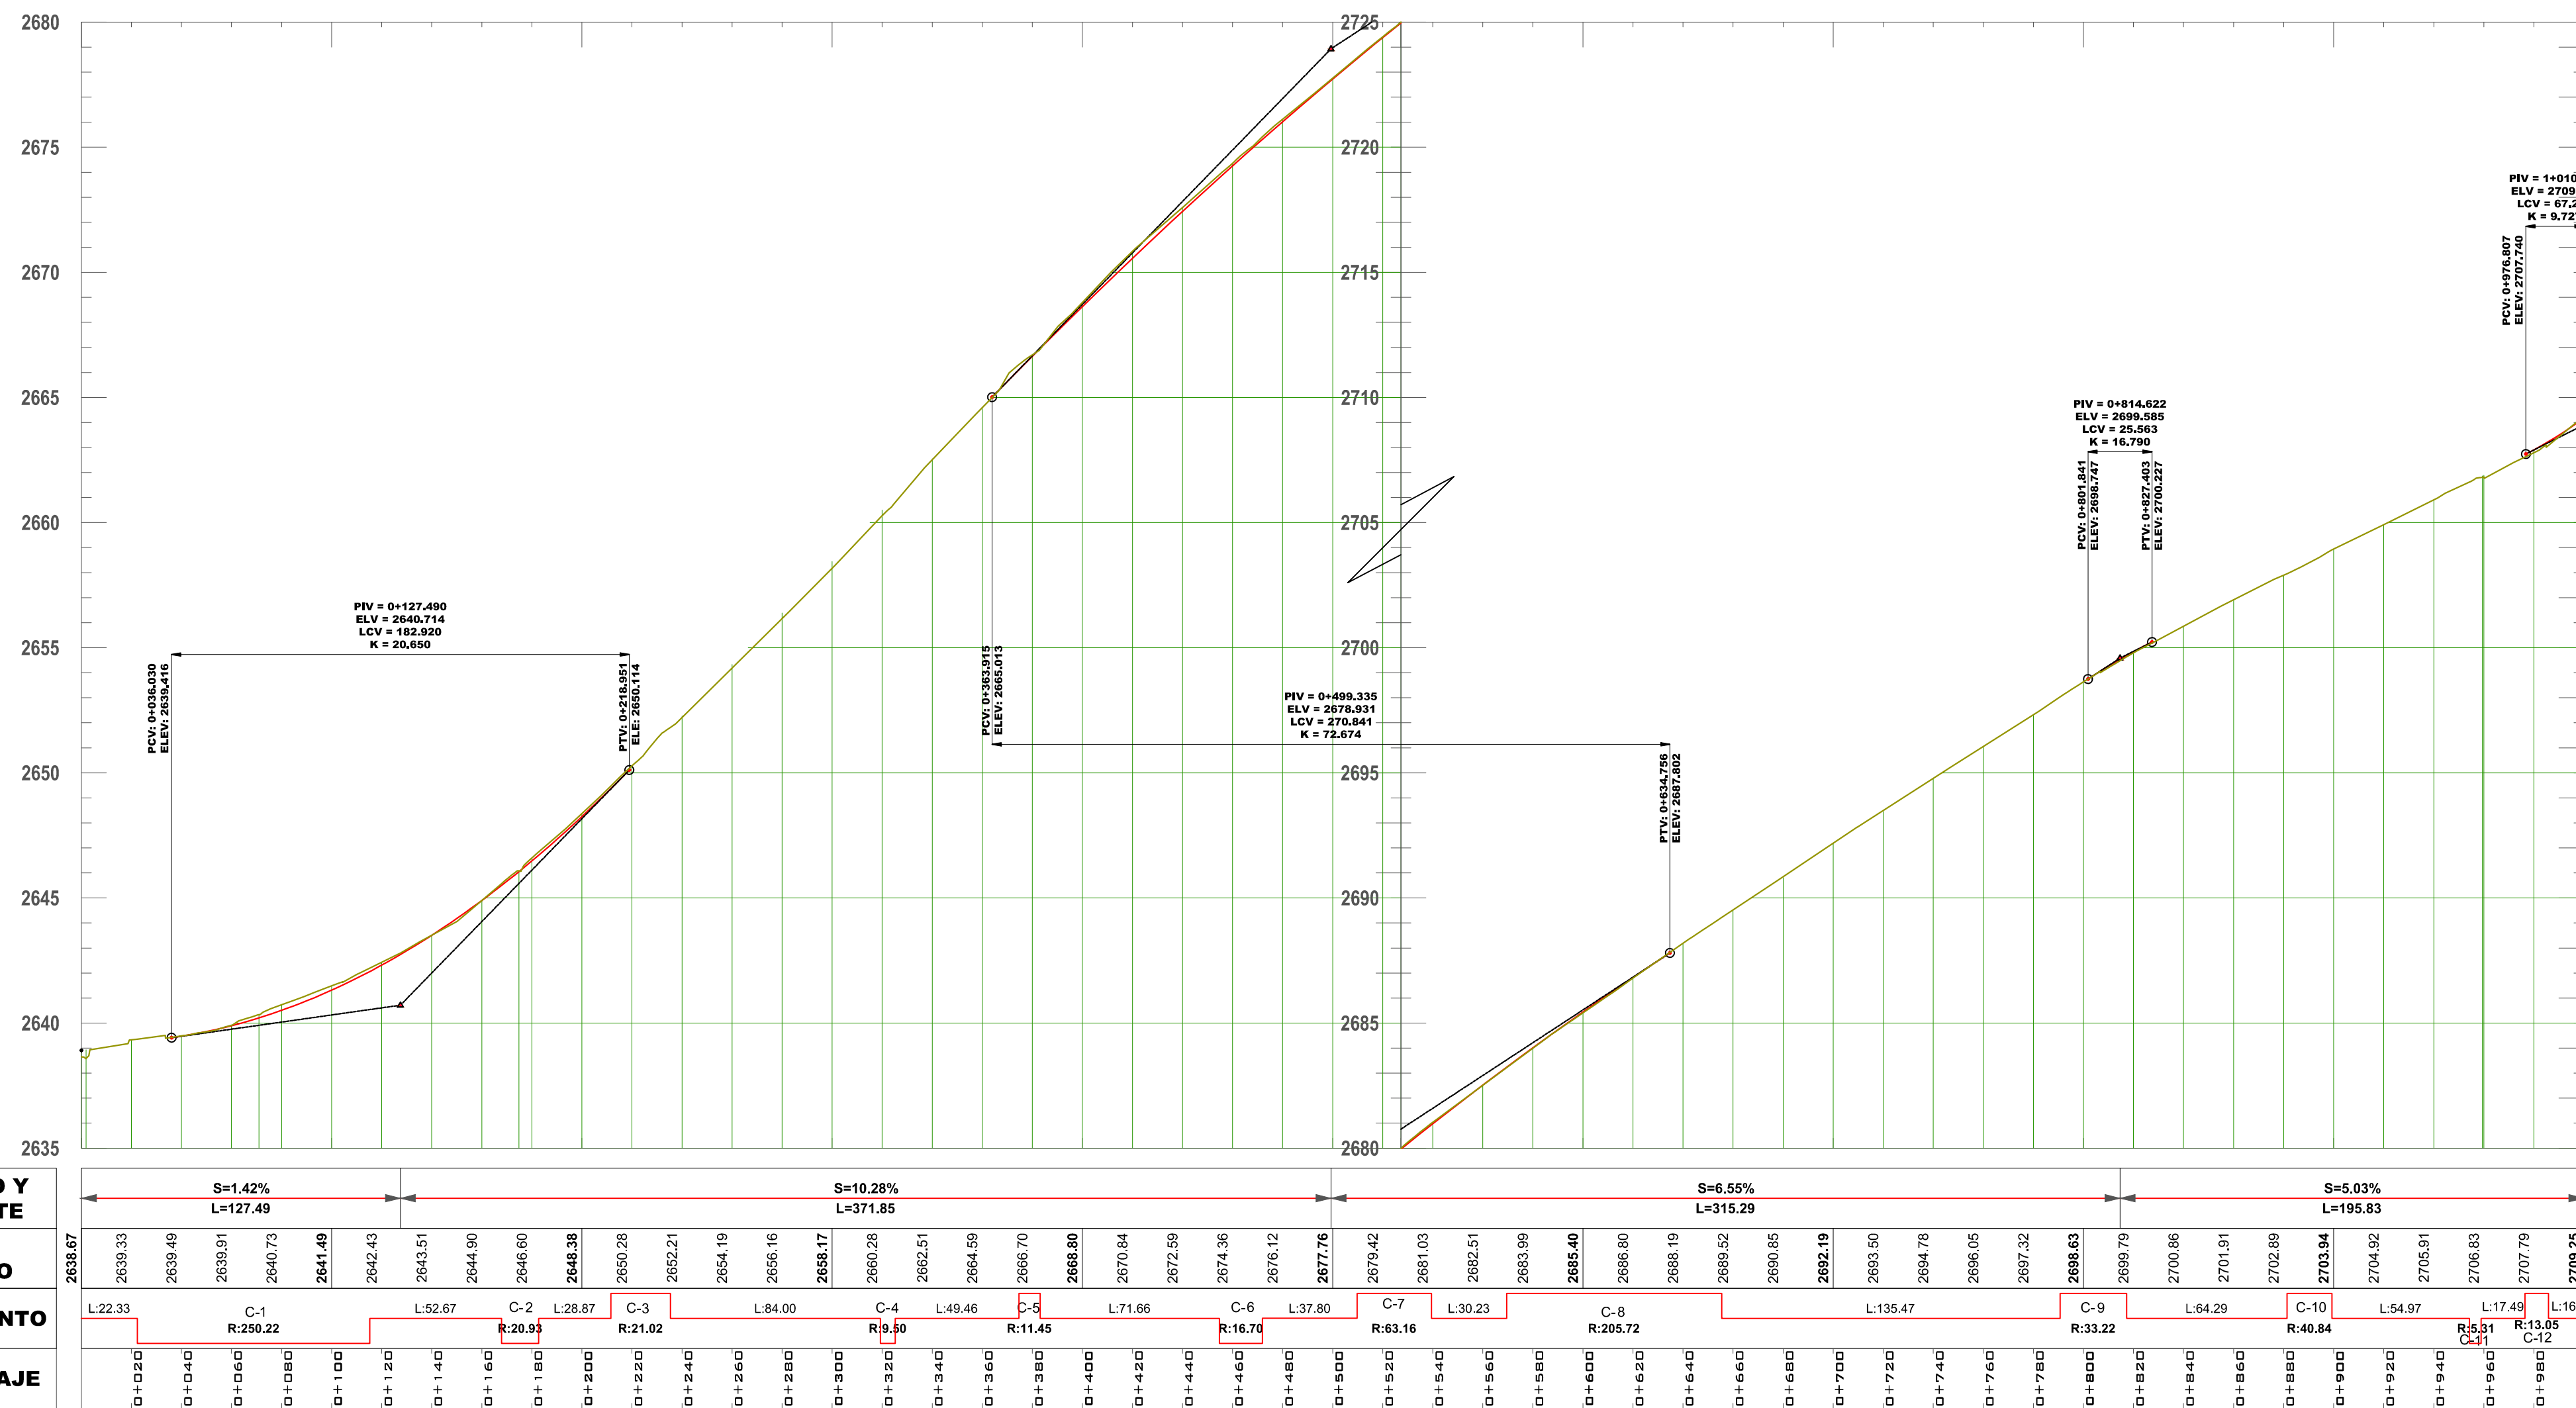 2680
2675
2670
2665
2660
2655
2650
2645
2640
2635
2725
2720
2715
2710
2705
2700
2695
2690
2685
2680
PIV = 0+127.490
ELV = 2640.714
LCV = 182.920
K = 20.650
PCV: 0+036.030
ELEV: 2639.416
PTV: 0+218.951
ELE: 2650.114
PIV = 0+499.335
ELV = 2678.931
LCV = 270.841
K = 72.674
PCV: 0+363.915
ELEV: 2665.013
PTV: 0+634.756
ELEV: 2687.802
PIV = 0+814.622
ELV = 2699.585
LCV = 25.563
K = 16.790
PCV: 0+801.841
ELEV: 2698.747
PTV: 0+827.403
ELEV: 2700.227
PIV = 1+010
ELV = 2709
LCV = 67.2
K = 9.72
PCV: 0+976.807
ELEV: 2707.740
O Y
TE
S=1.42% S=10.28% S=6.55% S=5.03%
L=127.49 L=371.85 L=315.29 L=195.83
O
2638.67 2639.33 2639.49 2639.91 2640.73 2641.49 2642.43 2643.51 2644.90 2646.60 2648.38 2650.28 2652.21 2654.19 2656.16 2658.17 2660.28 2662.51 2664.59 2666.70 2668.80 2670.84 2672.59 2674.36 2676.12 2677.76 2679.42 2681.03 2682.51 2683.99 2685.40 2686.80 2688.19 2689.52 2690.85 2692.19 2693.50 2694.78 2696.05 2697.32 2698.63 2699.79 2700.86 2701.91 2702.89 2703.94 2704.92 2705.91 2706.83 2707.79 2709.25
NTO
L:22.33 C-1 L:52.67 C-2 L:28.87 C-3 L:84.00 C-4 L:49.46 C-5 L:71.66 C-6 L:37.80 C-7 L:30.23 C-8 L:135.47 C-9 L:64.29 C-10 L:54.97 L:17.49 L:16
R:250.22 R:20.93 R:21.02 R:9.50 R:11.45 R:16.70 R:63.16 R:205.72 R:33.22 R:40.84 R:5.31 R:13.05
C-11 C-12
AJE
0+020 0+040 0+060 0+080 0+100 0+120 0+140 0+160 0+180 0+200 0+220 0+240 0+260 0+280 0+300 0+320 0+340 0+360 0+380 0+400 0+420 0+440 0+460 0+480 0+500 0+520 0+540 0+560 0+580 0+600 0+620 0+640 0+660 0+680 0+700 0+720 0+740 0+760 0+780 0+800 0+820 0+840 0+860 0+880 0+900 0+920 0+940 0+960 0+980